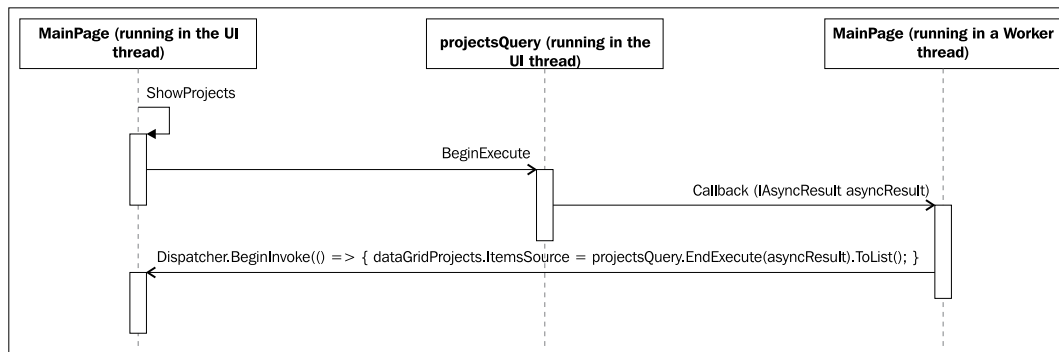 MainPage (running in the UI
thread)
projectsQuery (running in the
UI thread)
MainPage (running in a Worker
thread)
ShowProjects
BeginExecute
Callback (IAsyncResult asyncResult)
Dispatcher.BeginInvoke(() => { dataGridProjects.ItemsSource = projectsQuery.EndExecute(asyncResult).ToList(); }